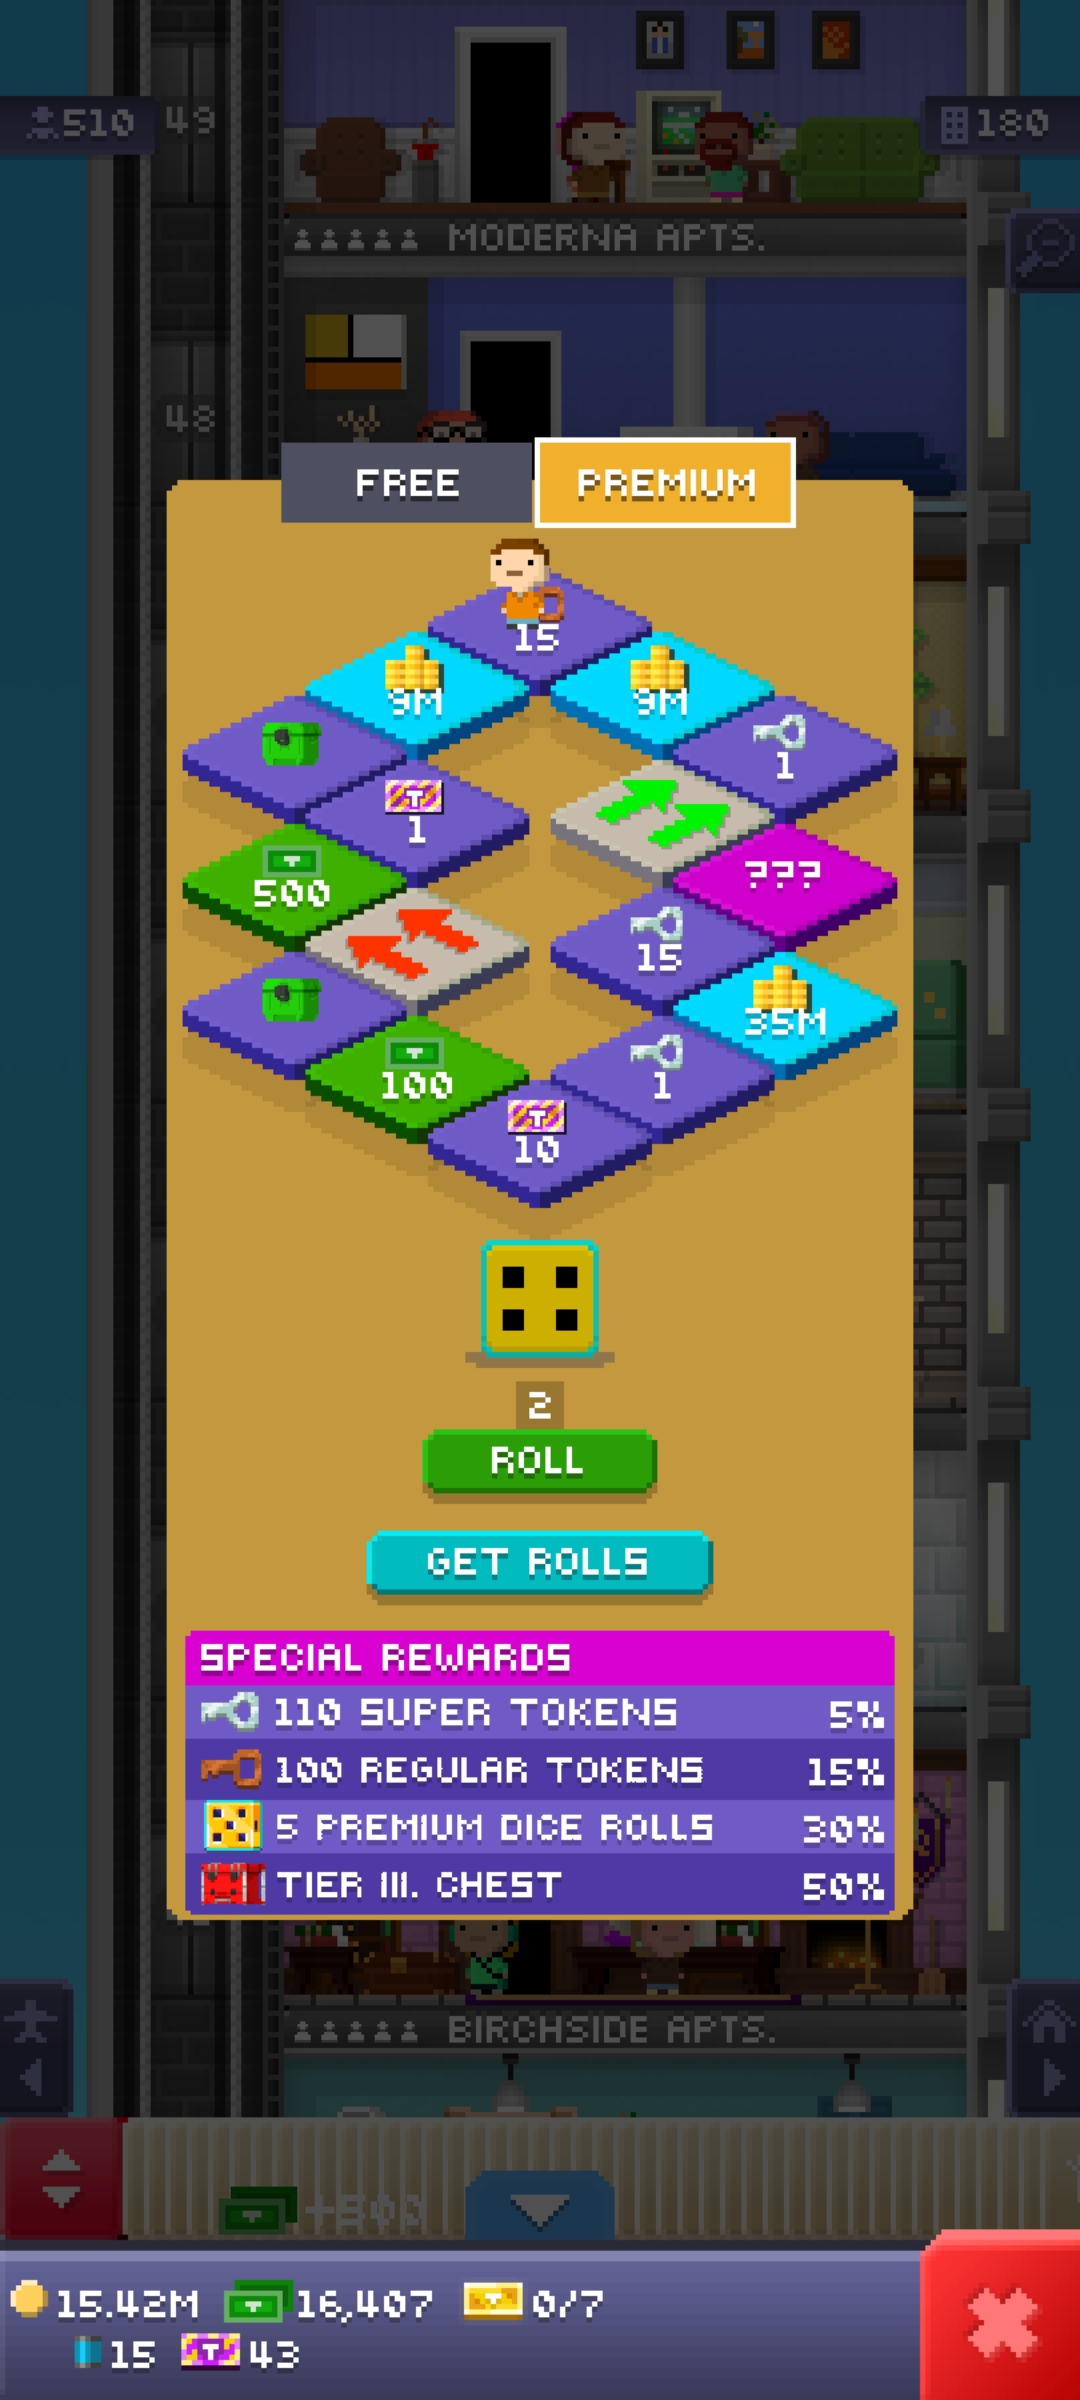 510
49
180
MODERNA APTS.
48
FREE
PREMIUM
15
9M
9M
1
1
500
???
15
35M
100
1
10
2
ROLL
GET ROLLS
SPECIAL REWARDS
110 SUPER TOKENS 5%
100 REGULAR TOKENS 15%
5 PREMIUM DICE ROLLS 30%
TIER III. CHEST 50%
BIRCHSIDE APTS.
+500
15.42M 16,407 0/7
15 43